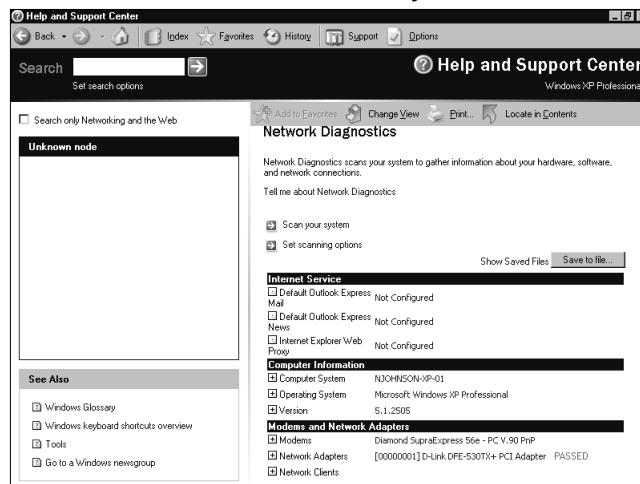 Help and Support Center
Back Index Favorites History Support Options
Search
Set search options
Help and Support Center
Windows XP Professional
Search only Networking and the Web
Unknown node
See Also
Windows Glossary
Windows keyboard shortcuts overview
Tools
Go to a Windows newsgroup
Add to Favorites Change View Print... Locate in Contents
Network Diagnostics
Network Diagnostics scans your system to gather information about your hardware, software,
and network connections.
Tell me about Network Diagnostics
Scan your system
Set scanning options
Show Saved Files Save to file...
Internet Service
Default Outlook Express Mail Not Configured
Default Outlook Express News Not Configured
Internet Explorer Web Proxy Not Configured
Computer Information
Computer System NJOHNSON-XP-01
Operating System Microsoft Windows XP Professional
Version 5.1.2505
Modems and Network Adapters
Modems Diamond SupraExpress 56e - PC V.90 PnP
Network Adapters [00000001] D-Link DFE-530TX+ PCI Adapter PASSED
Network Clients